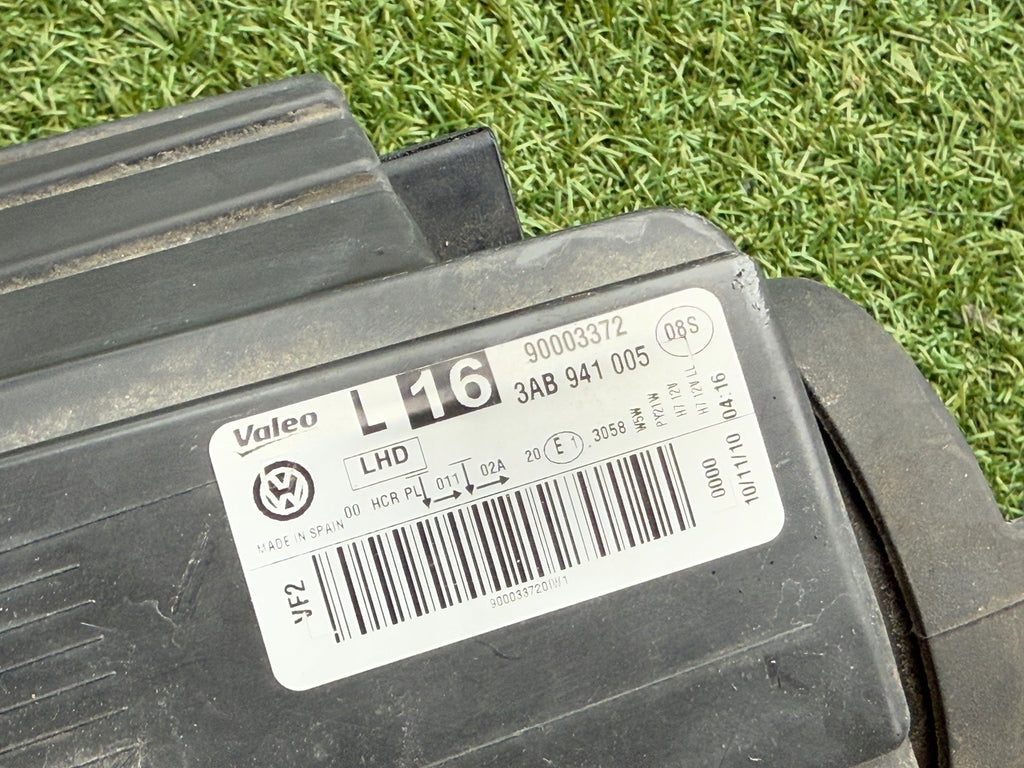 Valeo
L 16
90003372
3AB 941 005
08S
LHD
MADE IN SPAIN
00 HCR PL 011 02A 20 E1 .3058
W5W
PY21W
H7 12V
H7 12V LL
04:16
10/11/10
0000
VF2